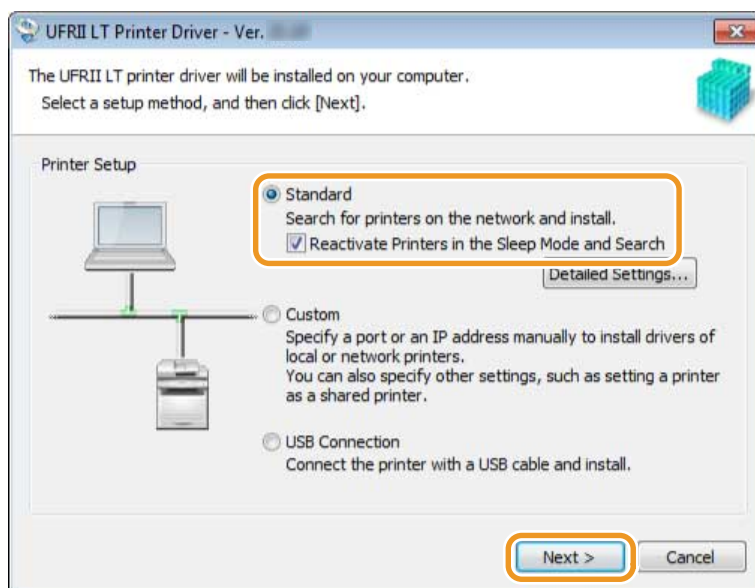 UFRII LT Printer Driver - Ver.
The UFRII LT printer driver will be installed on your computer.
Select a setup method, and then click [Next].
Printer Setup
Standard
Search for printers on the network and install.
Reactivate Printers in the Sleep Mode and Search
Detailed Settings...
Custom
Specify a port or an IP address manually to install drivers of
local or network printers.
You can also specify other settings, such as setting a printer
as a shared printer.
USB Connection
Connect the printer with a USB cable and install.
Next >
Cancel